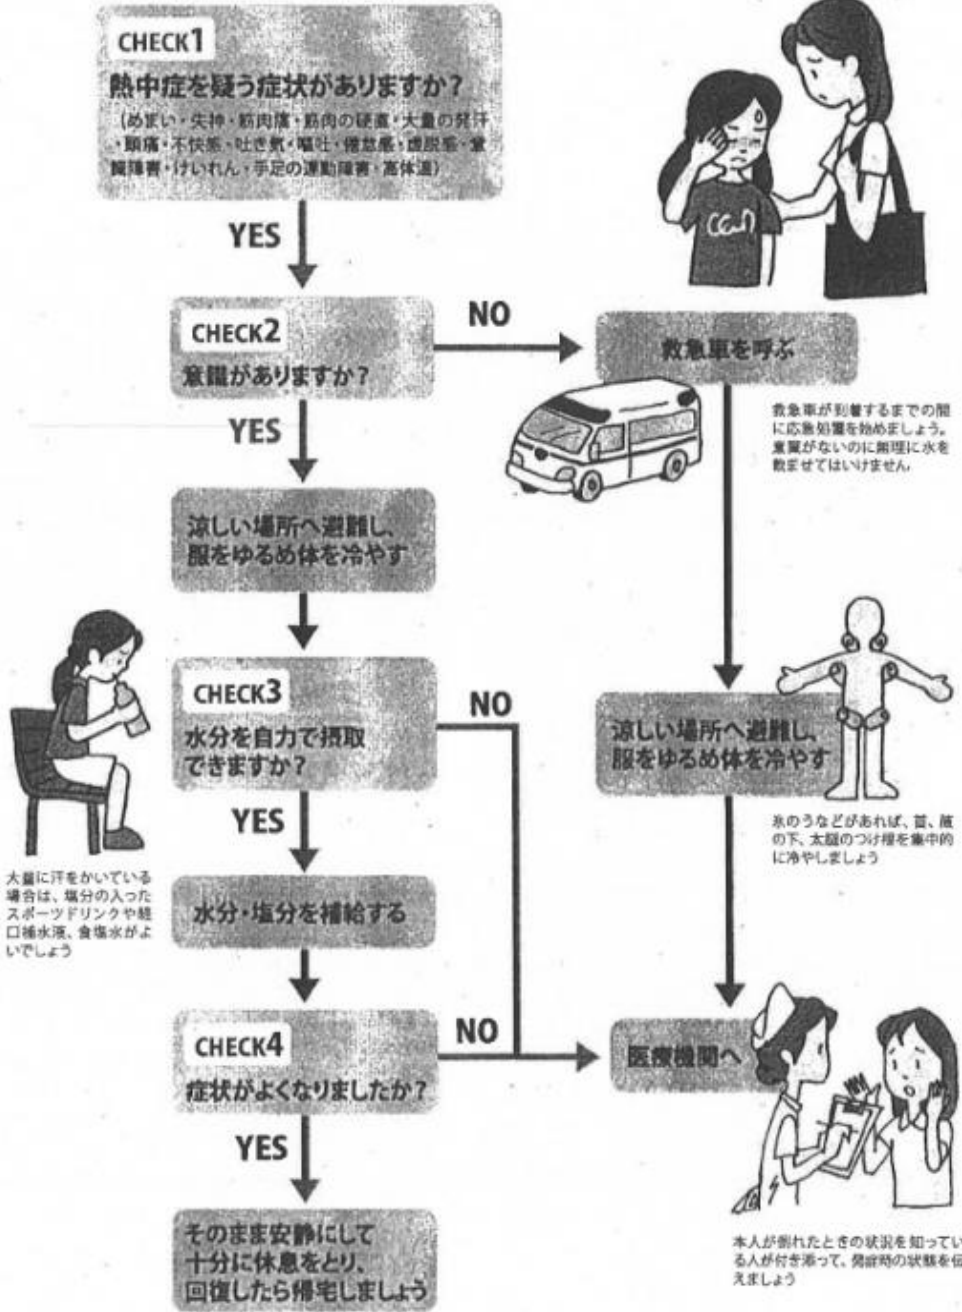 CHECK1
熱中症を疑う症状がありますか?
(めまい・失神・筋肉痛・筋肉の硬直・大量の発汗
・頭痛・不快感・吐き気・嘔吐・倦怠感・虚脱感・意
識障害・けいれん・手足の運動障害・高体温)
YES
CHECK2
意識がありますか?
NO
救急車を呼ぶ
救急車が到着するまでの間
に応急処置を始めましょう。
意識がないのに無理に水を
飲ませてはいけません
YES
涼しい場所へ避難し、
服をゆるめ体を冷やす
CHECK3
水分を自力で摂取
できますか?
NO
涼しい場所へ避難し、
服をゆるめ体を冷やす
氷のうなどがあれば、首、腋
の下、太腿のつけ根を集中的
に冷やしましょう
YES
大量に汗をかいている
場合は、塩分の入った
スポーツドリンクや経
口補水液、食塩水がよ
いでしょう
水分・塩分を補給する
CHECK4
症状がよくなりましたか?
NO
医療機関へ
YES
そのまま安静にして
十分に休息をとり、
回復したら帰宅しましょう
本人が倒れたときの状況を知ってい
る人が付き添って、発症時の状態を伝
えましょう